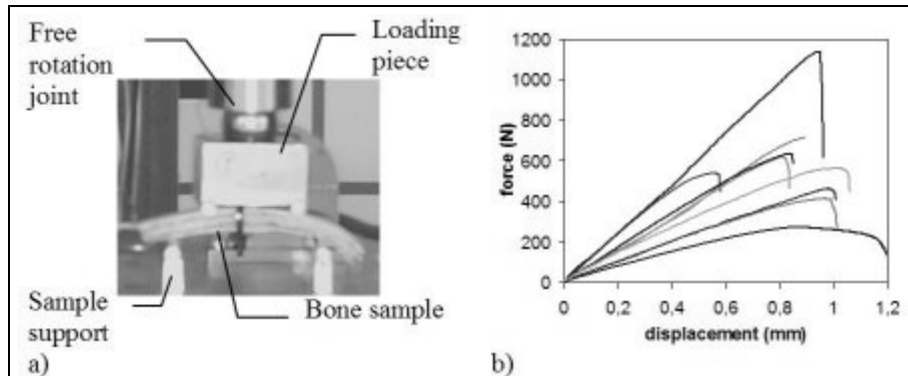 Free
rotation
joint
Loading
piece
Sample
support
Bone sample
a)
force (N)
1200
1000
800
600
400
200
0
0 0,2 0,4 0,6 0,8 1 1,2
displacement (mm)
b)